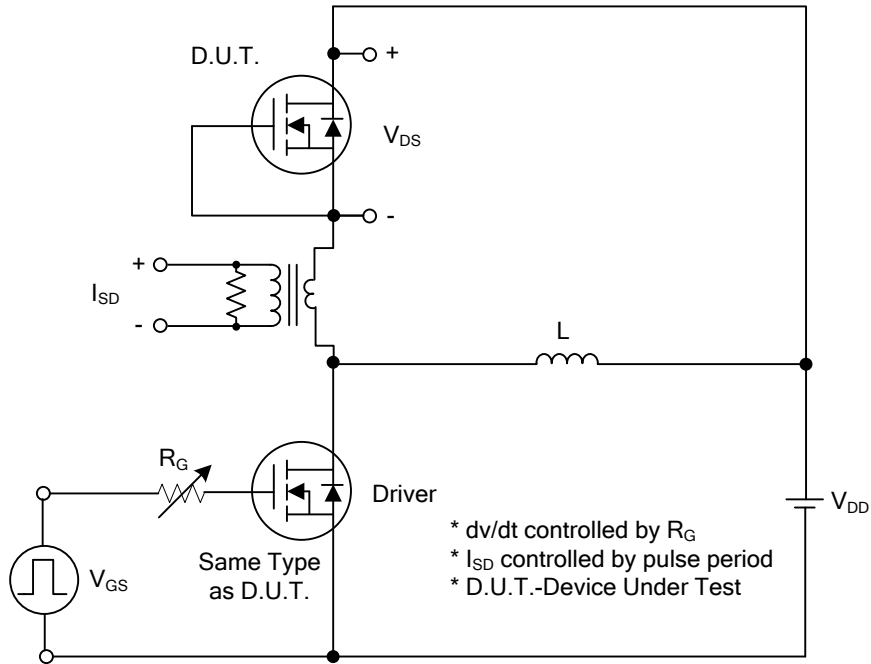 D.U.T.
+
VDS
-
+
ISD
-
L
RG
Driver
VDD
VGS
Same Type
as D.U.T.
* dv/dt controlled by RG
* ISD controlled by pulse period
* D.U.T.-Device Under Test